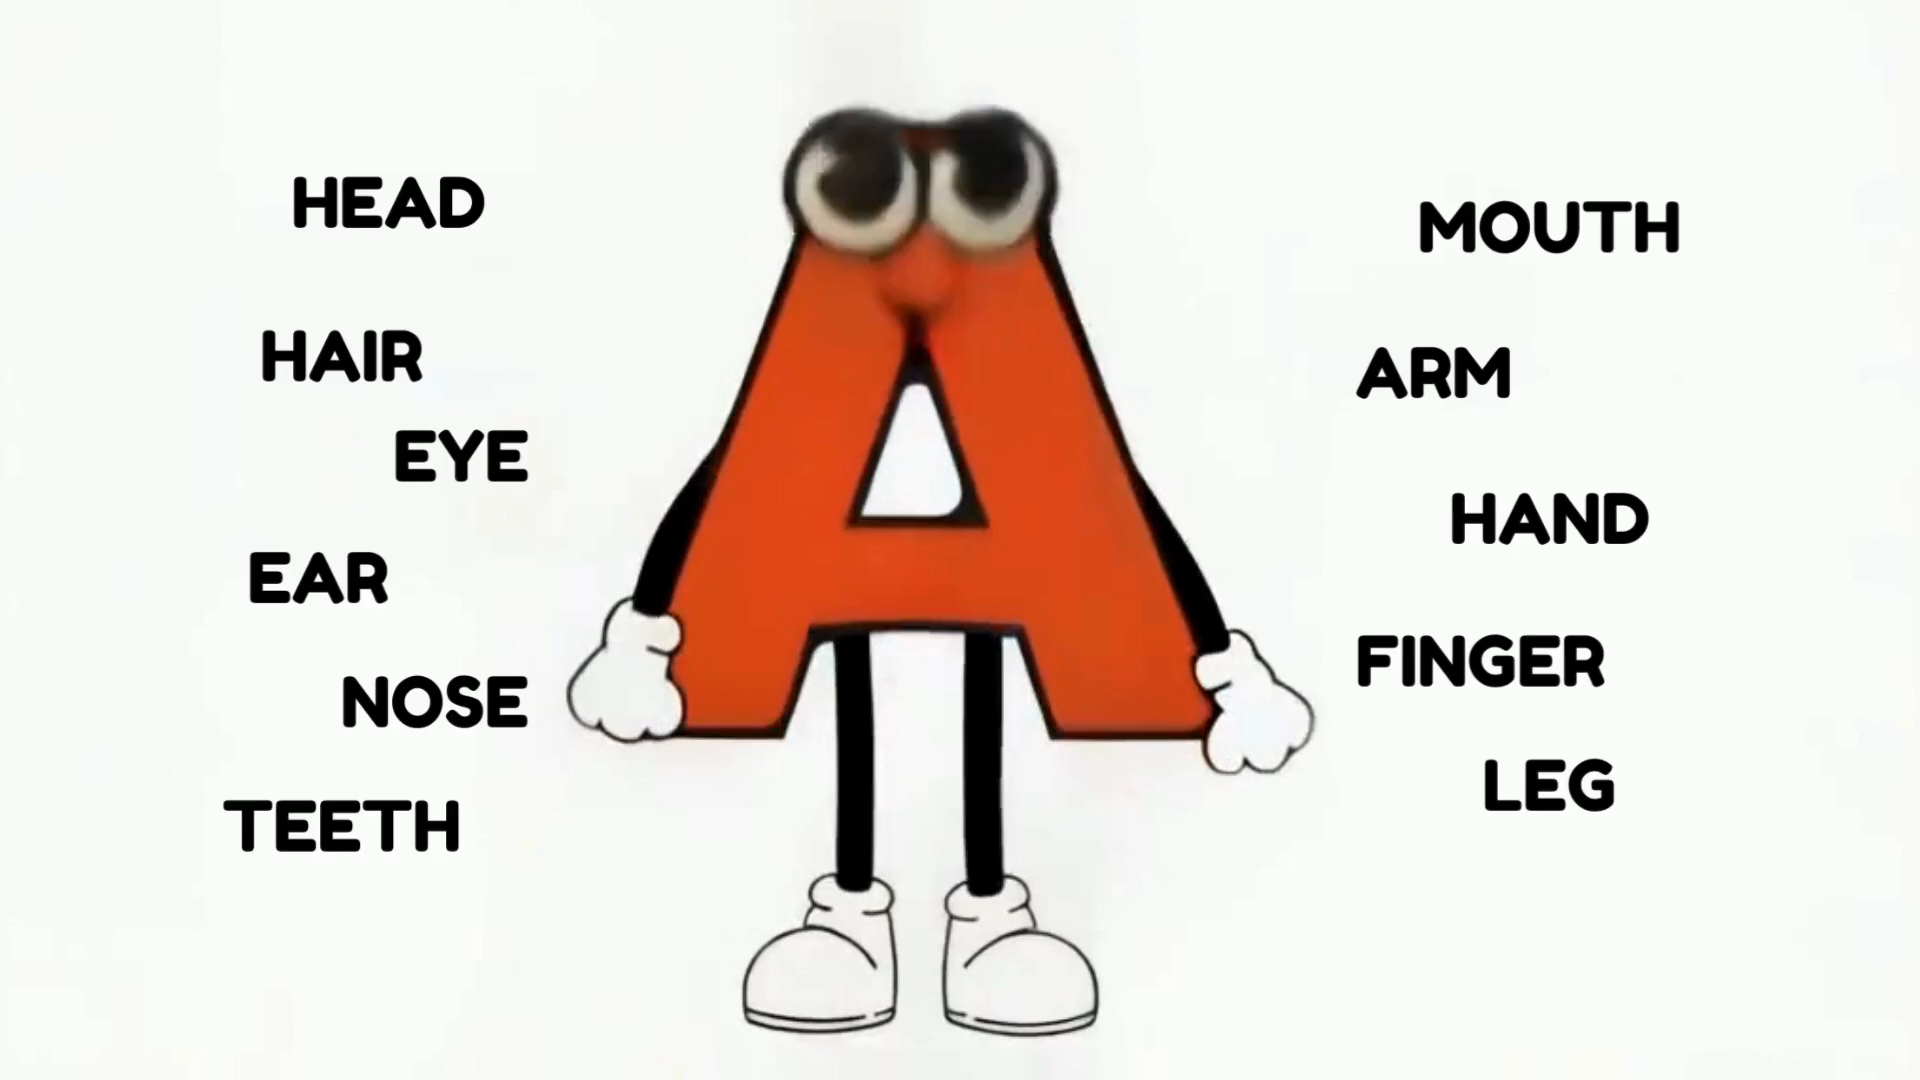 HEAD
HAIR
EYE
EAR
NOSE
TEETH
A
MOUTH
ARM
HAND
FINGER
LEG